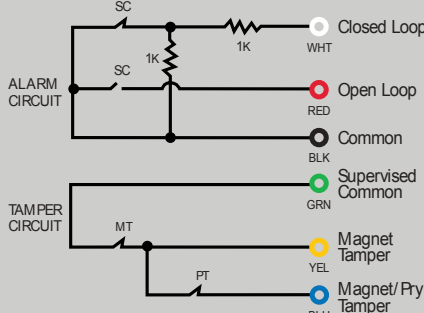 SC
Closed Loop
1K
WHT
1K
SC
ALARM
CIRCUIT
Open Loop
RED
Common
BLK
Supervised
Common
GRN
TAMPER
CIRCUIT
MT
Magnet
Tamper
YEL
PT
Magnet/Pry
Tamper
BLU